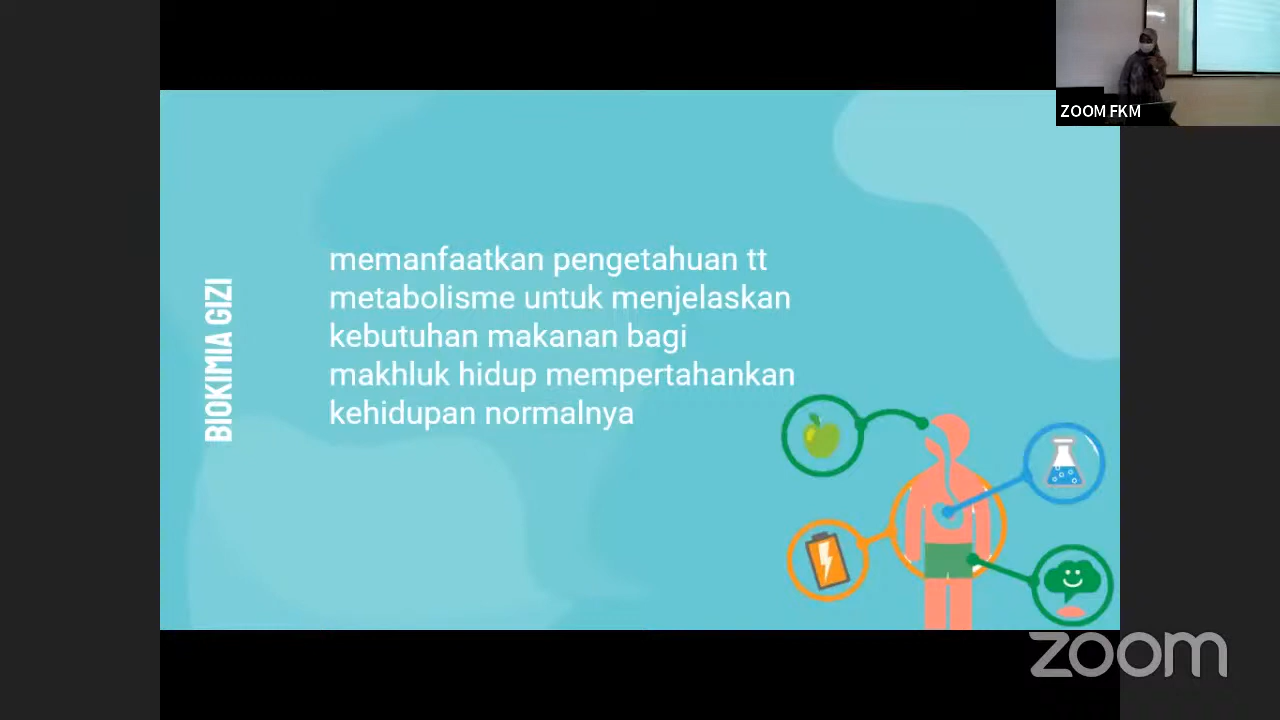 ZOOM FKM
BIOKIMIA GIZI
memanfaatkan pengetahuan tt
metabolisme untuk menjelaskan
kebutuhan makanan bagi
makhluk hidup mempertahankan
kehidupan normalnya
zoom